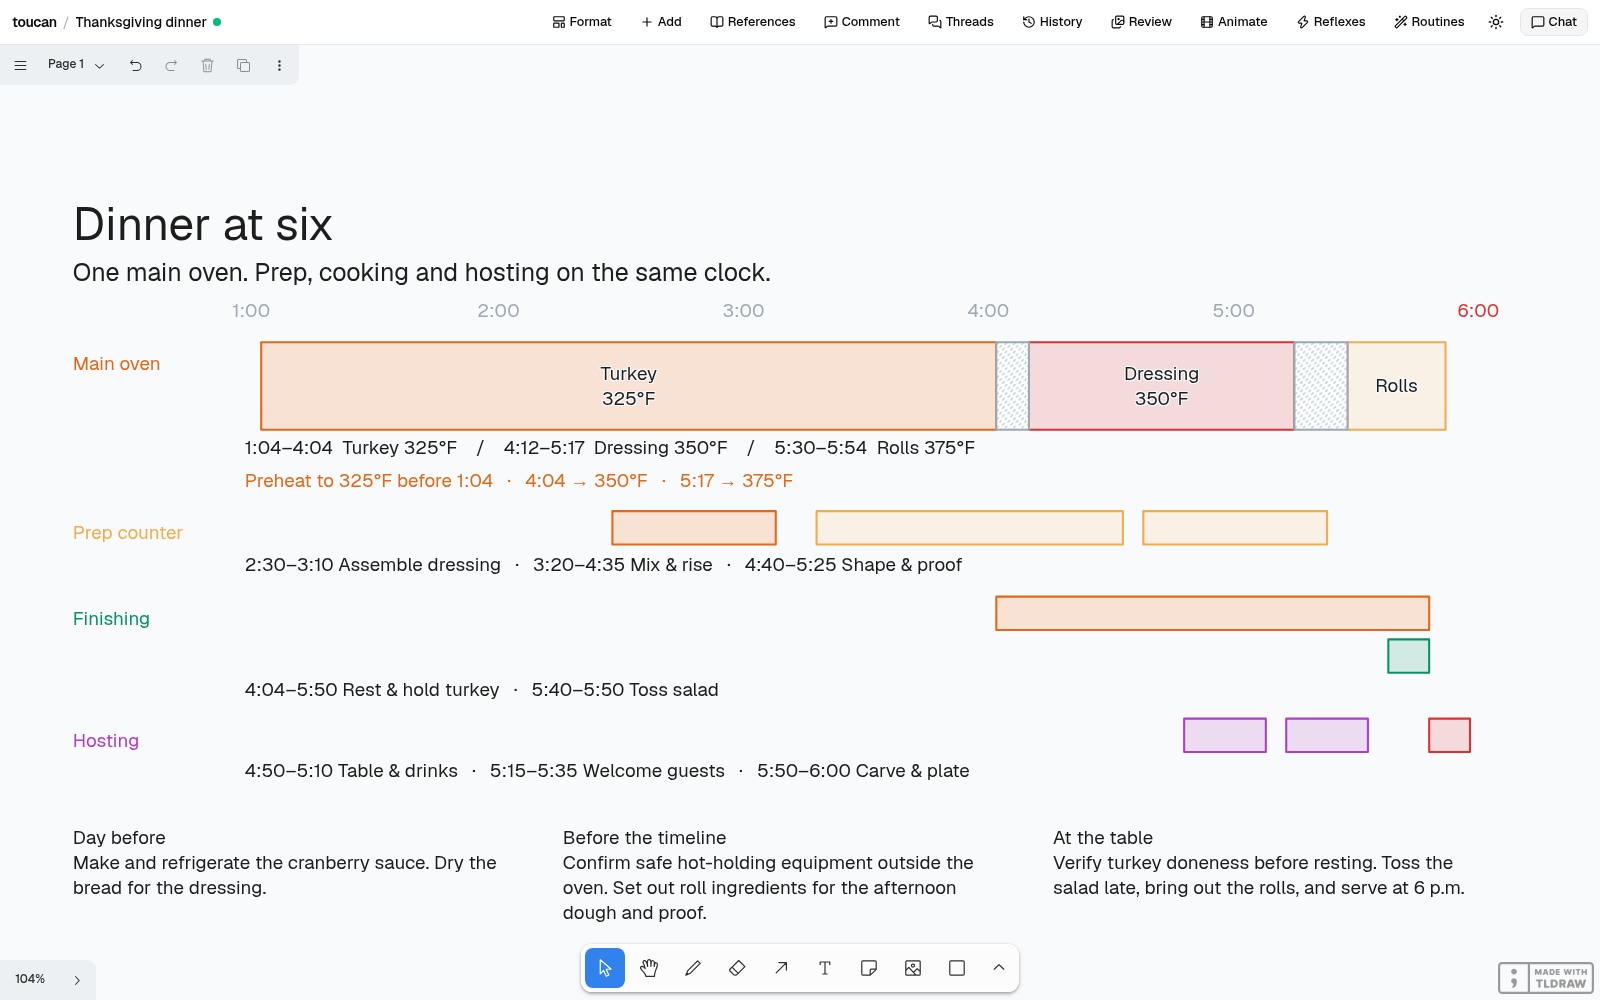 toucan / Thanksgiving dinner
Format
Add
References
Comment
Threads
History
Review
Animate
Reflexes
Routines
Chat
Page 1
Dinner at six
One main oven. Prep, cooking and hosting on the same clock.
1:00 2:00 3:00 4:00 5:00 6:00
Main oven
Turkey
325°F
Dressing
350°F
Rolls
1:04–4:04 Turkey 325°F / 4:12–5:17 Dressing 350°F / 5:30–5:54 Rolls 375°F
Preheat to 325°F before 1:04 · 4:04 → 350°F · 5:17 → 375°F
Prep counter
2:30–3:10 Assemble dressing · 3:20–4:35 Mix & rise · 4:40–5:25 Shape & proof
Finishing
4:04–5:50 Rest & hold turkey · 5:40–5:50 Toss salad
Hosting
4:50–5:10 Table & drinks · 5:15–5:35 Welcome guests · 5:50–6:00 Carve & plate
Day before
Make and refrigerate the cranberry sauce. Dry the
bread for the dressing.
Before the timeline
Confirm safe hot-holding equipment outside the
oven. Set out roll ingredients for the afternoon
dough and proof.
At the table
Verify turkey doneness before resting. Toss the
salad late, bring out the rolls, and serve at 6 p.m.
104%
MADE WITH
TLDRAW